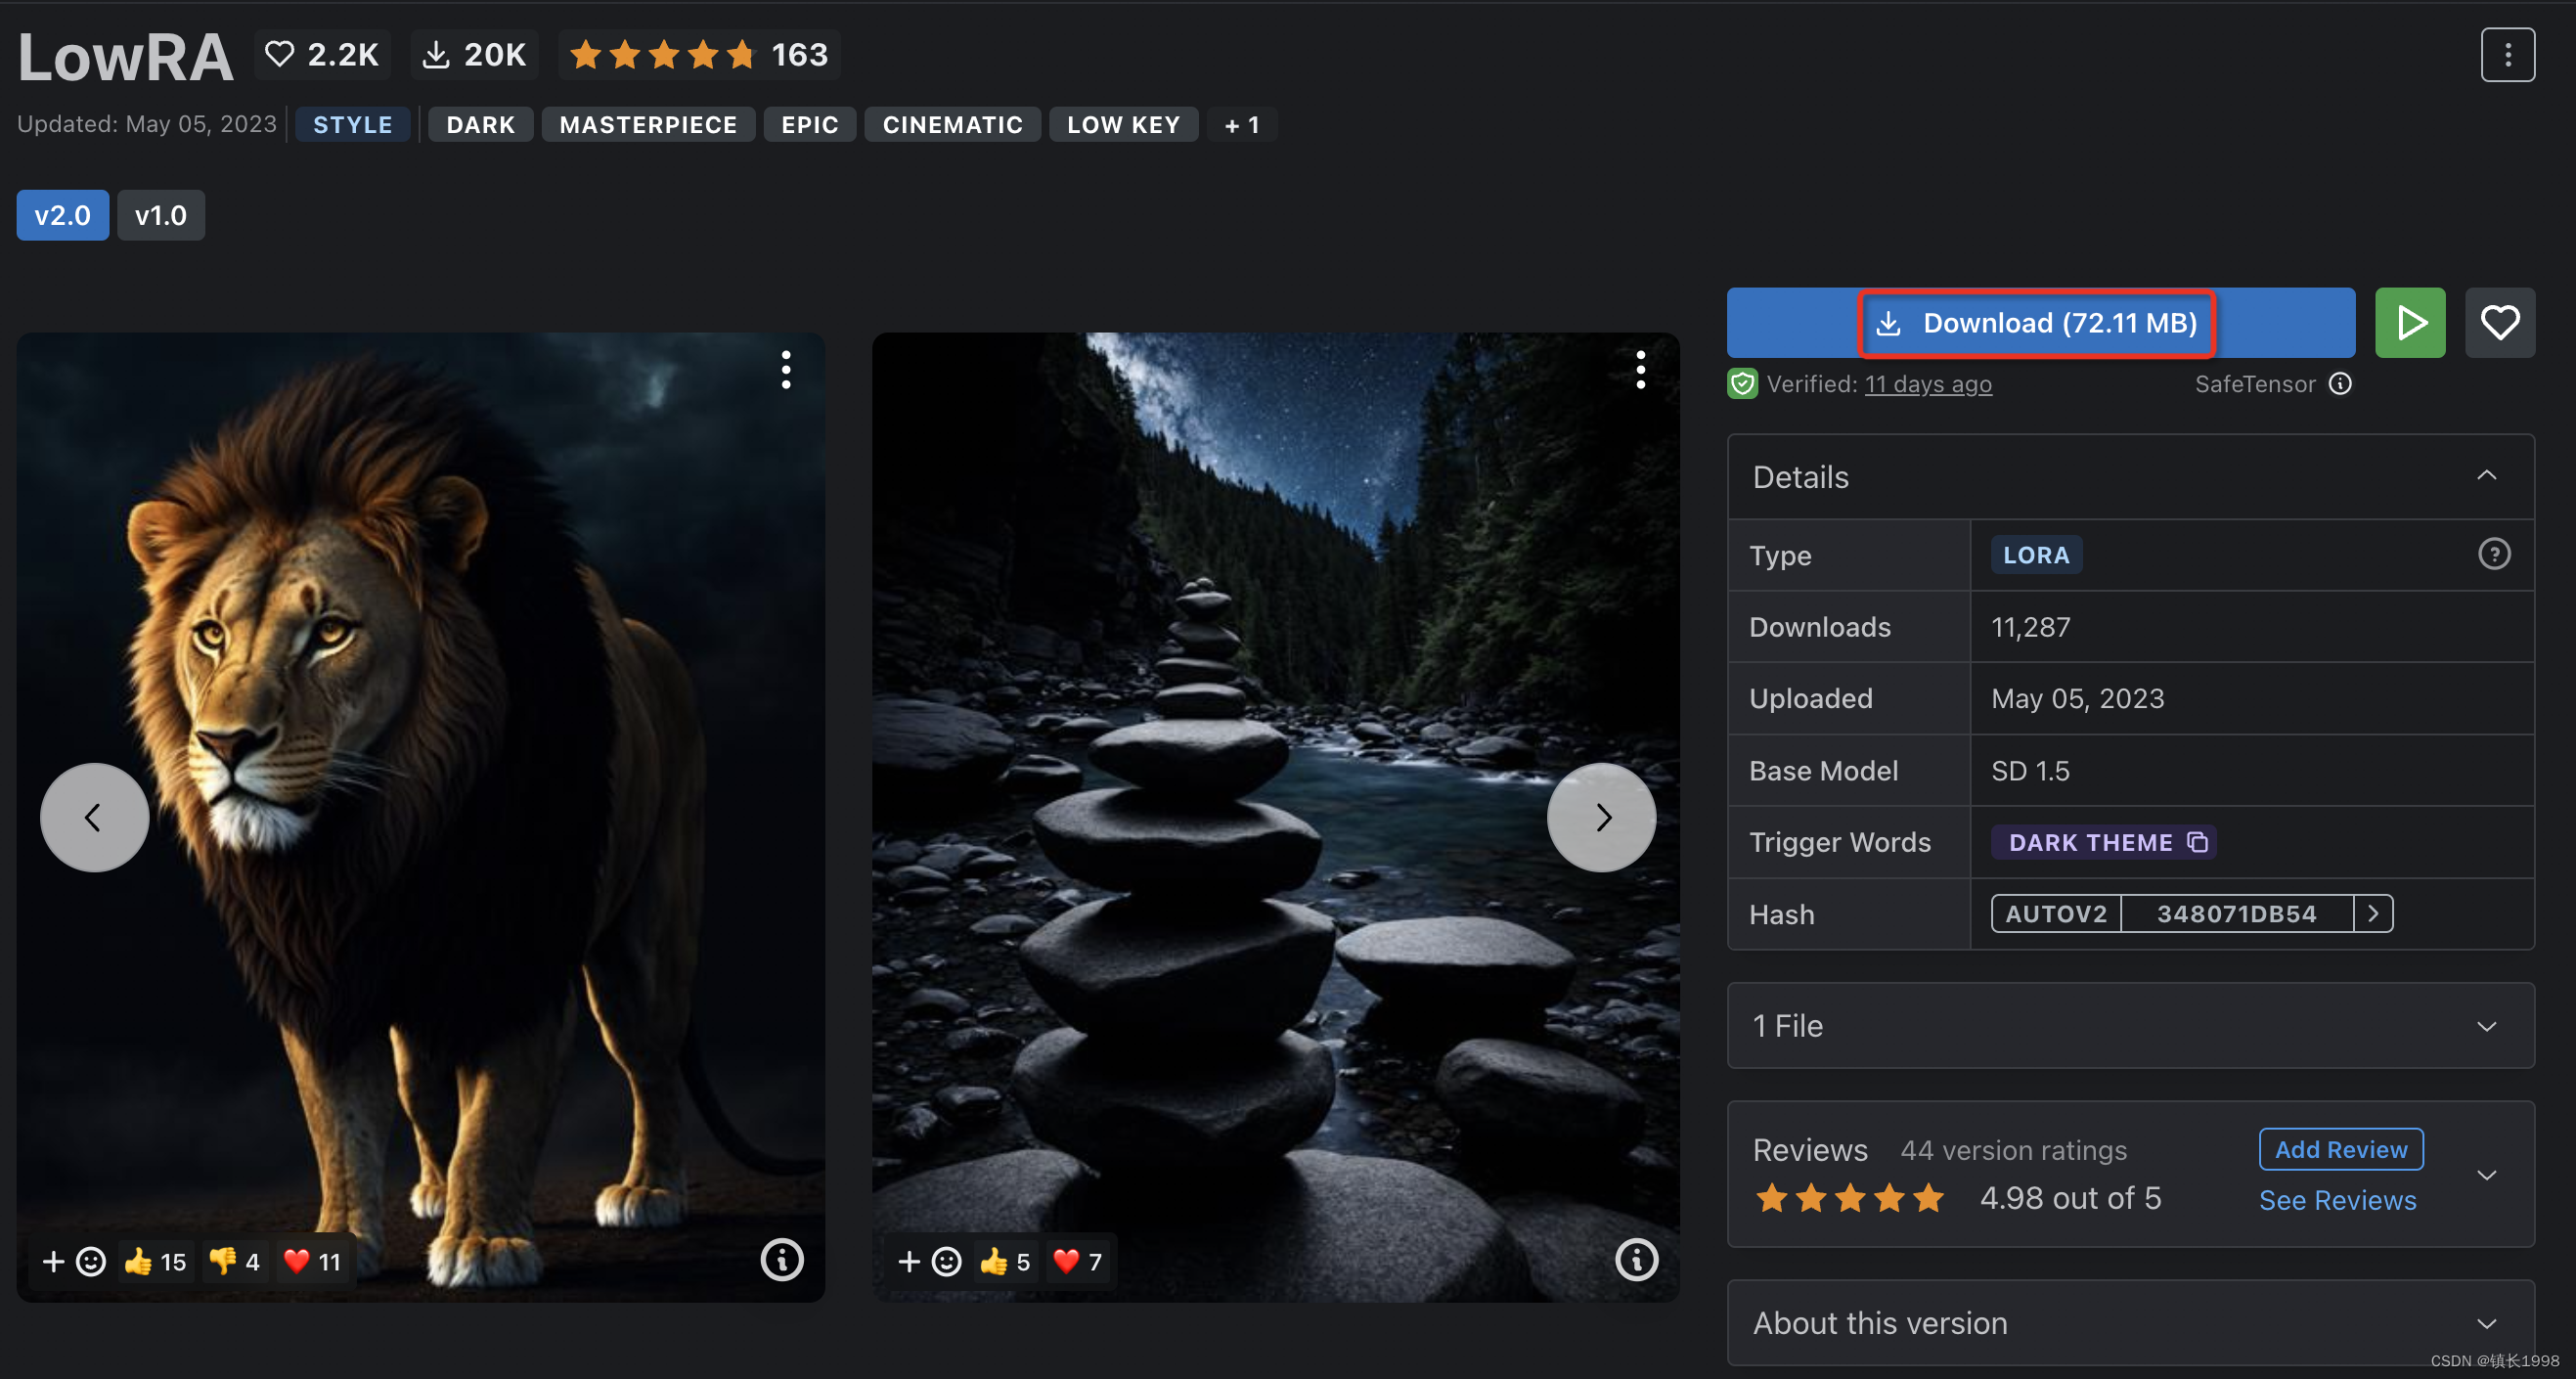 LowRA 2.2K 20K 163
Updated: May 05, 2023 STYLE DARK MASTERPIECE EPIC CINEMATIC LOW KEY + 1
v2.0 v1.0
Download (72.11 MB)
Verified: 11 days ago SafeTensor
Details
Type LORA
Downloads 11,287
Uploaded May 05, 2023
Base Model SD 1.5
Trigger Words DARK THEME
Hash AUTOV2 348071DB54
1 File
Reviews 44 version ratings Add Review
4.98 out of 5 See Reviews
About this version
15 4 11
5 7
CSDN @镇长1998